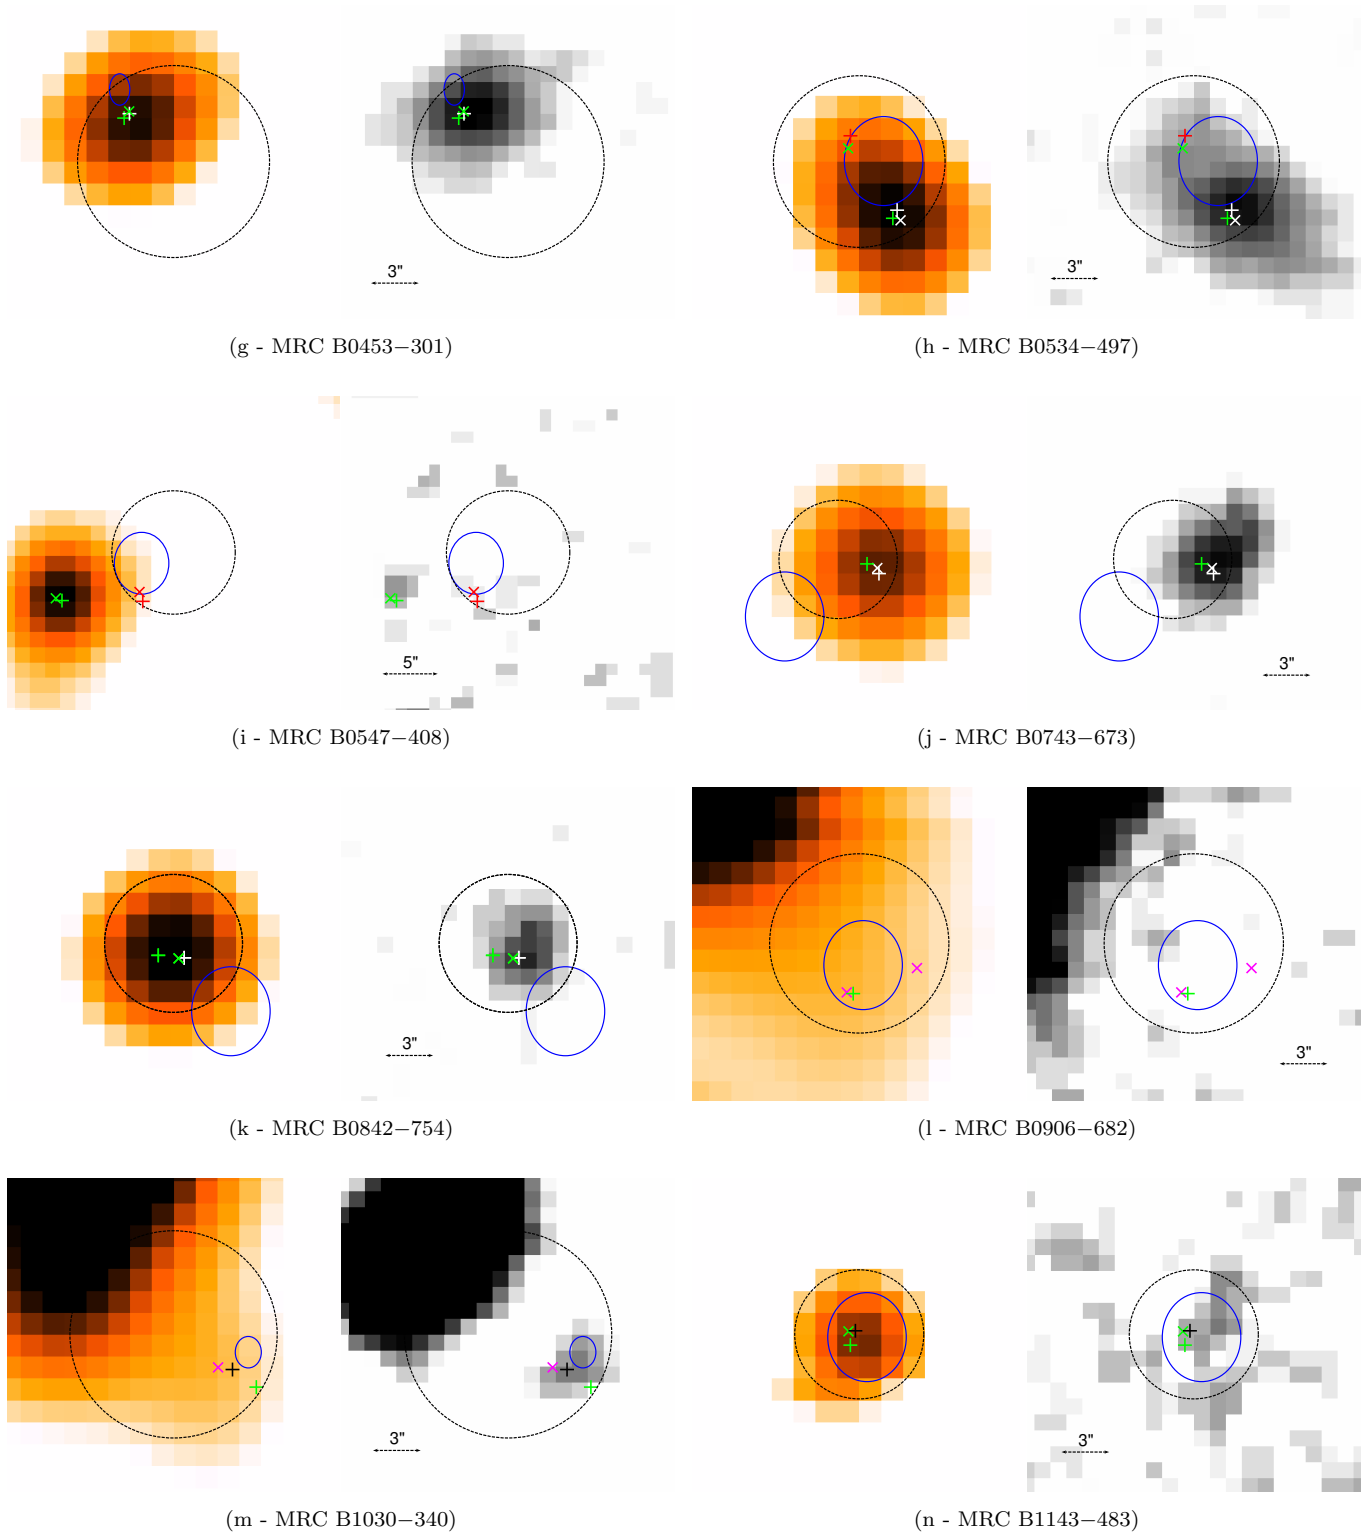 3"
3"
3"
(g - MRC B0453−301)
(h - MRC B0534−497)
5"
3"
(i - MRC B0547−408)
(j - MRC B0743−673)
3"
3"
(k - MRC B0842−754)
(l - MRC B0906−682)
3"
3"
(m - MRC B1030−340)
(n - MRC B1143−483)